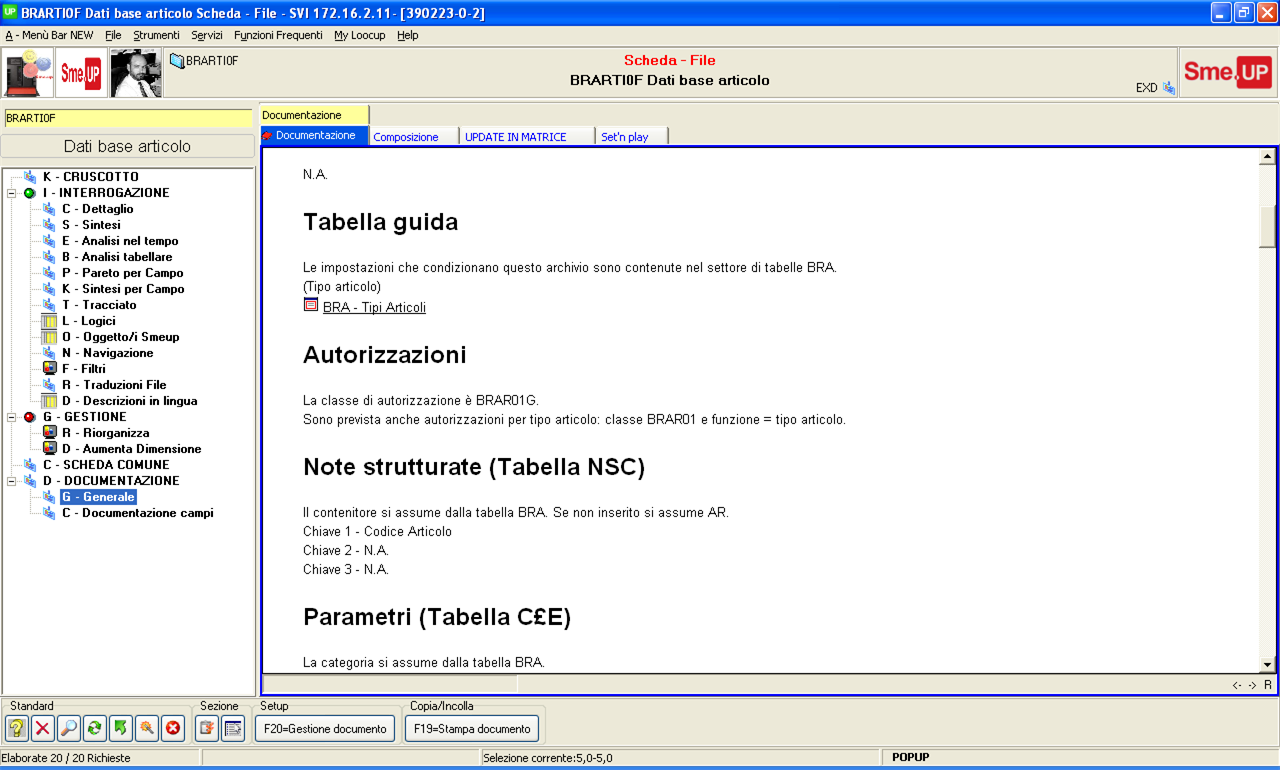 BRARTI0F Dati base articolo Scheda - File - SVI 172.16.2.11- [390223-0-2]
A - Menù Bar NEW File Strumenti Servizi Funzioni Frequenti My Loocup Help
Sme.UP
BRARTI0F
Scheda - File
BRARTI0F Dati base articolo
EXD
Sme.UP
BRARTI0F
Dati base articolo
K - CRUSCOTTO
I - INTERROGAZIONE
C - Dettaglio
S - Sintesi
E - Analisi nel tempo
B - Analisi tabellare
P - Pareto per Campo
K - Sintesi per Campo
T - Tracciato
L - Logici
O - Oggetto/i Smeup
N - Navigazione
F - Filtri
R - Traduzioni File
D - Descrizioni in lingua
G - GESTIONE
R - Riorganizza
D - Aumenta Dimensione
C - SCHEDA COMUNE
D - DOCUMENTAZIONE
G - Generale
C - Documentazione campi
Documentazione
Documentazione Composizione UPDATE IN MATRICE Set'n play
N.A.
Tabella guida
Le impostazioni che condizionano questo archivio sono contenute nel settore di tabelle BRA.
(Tipo articolo)
BRA - Tipi Articoli
Autorizzazioni
La classe di autorizzazione è BRAR01G.
Sono prevista anche autorizzazioni per tipo articolo: classe BRAR01 e funzione = tipo articolo.
Note strutturate (Tabella NSC)
Il contenitore si assume dalla tabella BRA. Se non inserito si assume AR.
Chiave 1 - Codice Articolo
Chiave 2 - N.A.
Chiave 3 - N.A.
Parametri (Tabella C£E)
La categoria si assume dalla tabella BRA.
<- -> R
Standard Sezione Setup Copia/Incolla
F20=Gestione documento F19=Stampa documento
Elaborate 20 / 20 Richieste Selezione corrente:5,0-5,0 POPUP